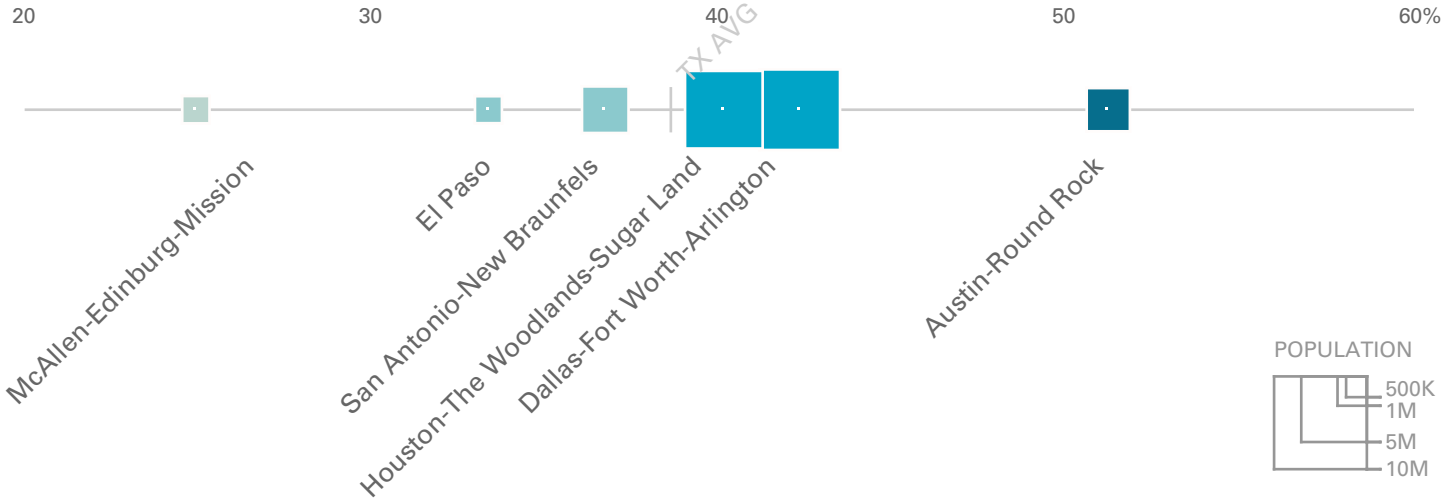 20
30
40
50
60%
TX AVG
McAllen-Edinburg-Mission
El Paso
San Antonio-New Braunfels
Houston-The Woodlands-Sugar Land
Dallas-Fort Worth-Arlington
Austin-Round Rock
POPULATION
500K
1M
5M
10M